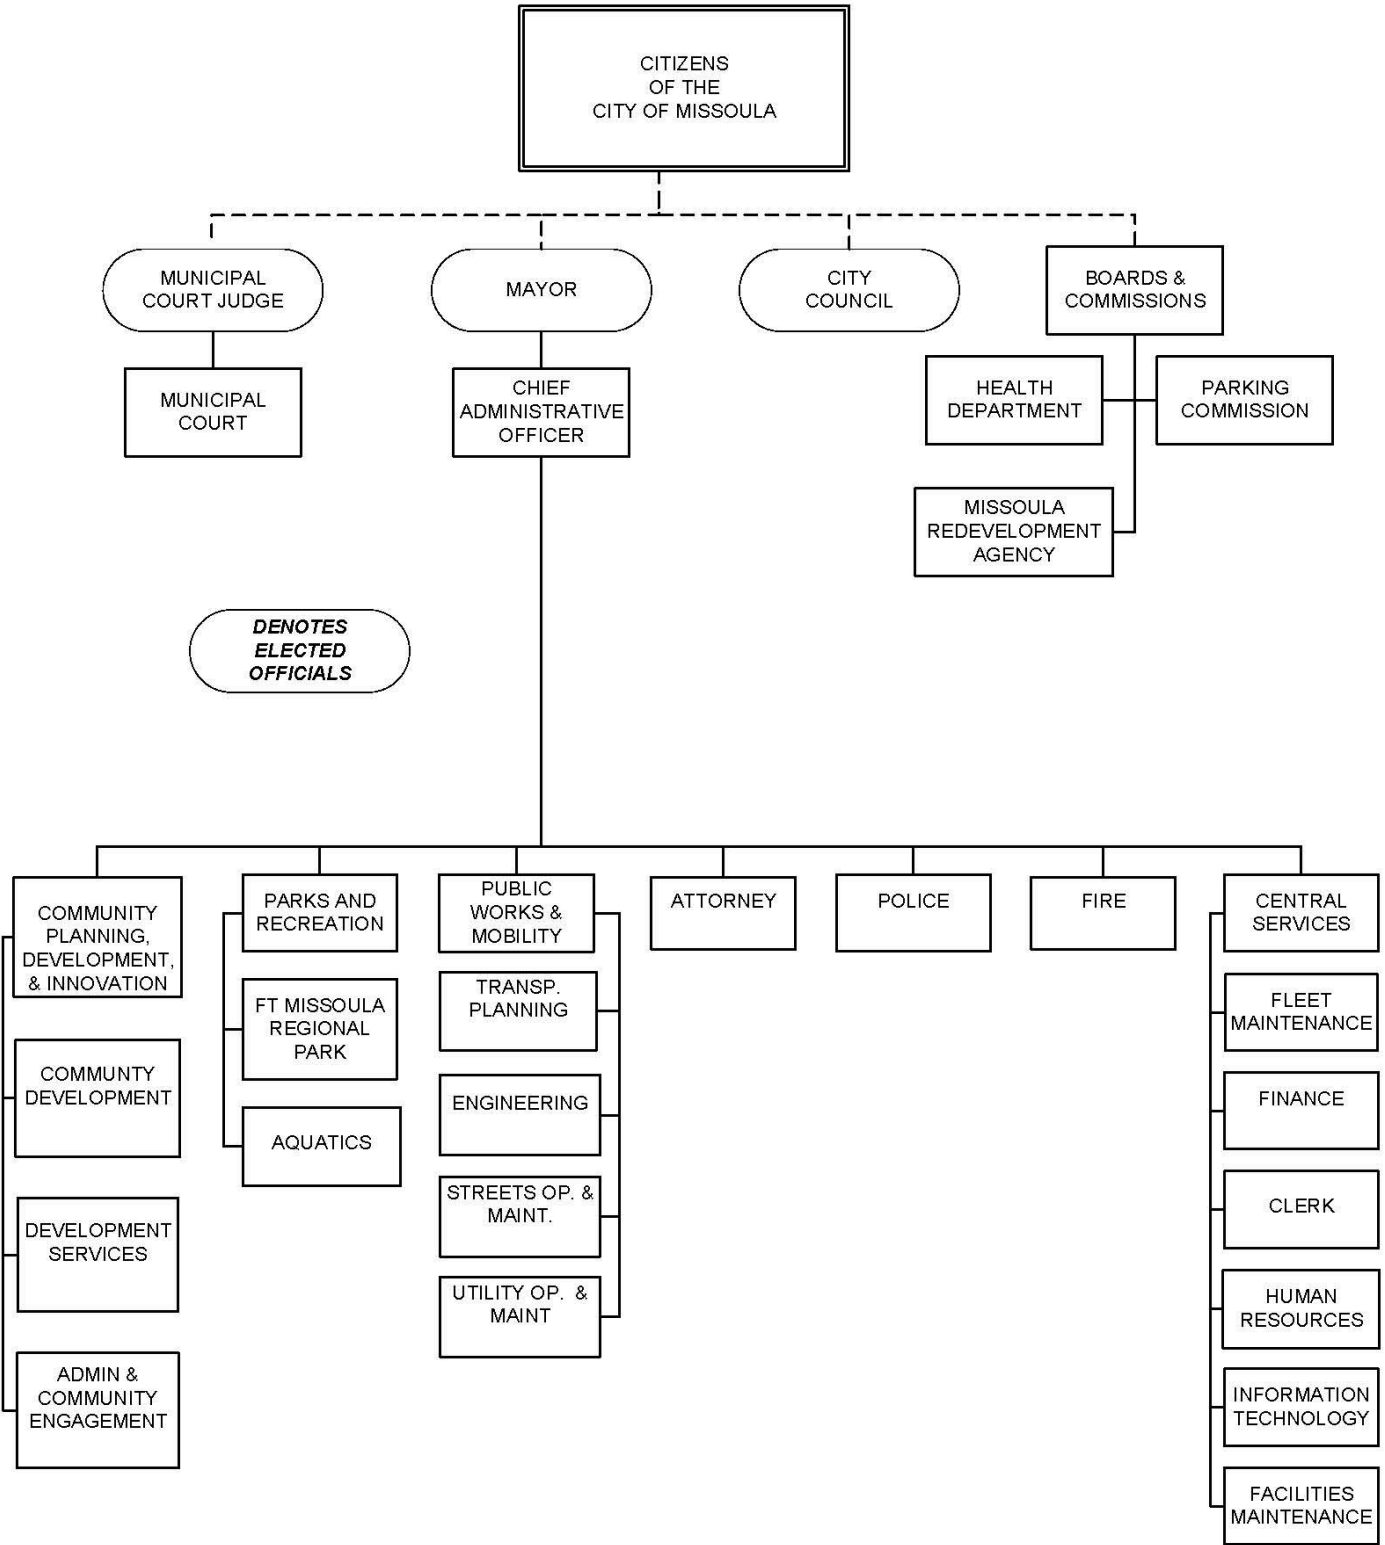 CITIZENS
OF THE
CITY OF MISSOULA
MUNICIPAL
COURT JUDGE
MAYOR
CITY
COUNCIL
BOARDS &
COMMISSIONS
MUNICIPAL
COURT
CHIEF
ADMINISTRATIVE
OFFICER
HEALTH
DEPARTMENT
PARKING
COMMISSION
MISSOULA
REDEVELOPMENT
AGENCY
DENOTES
ELECTED
OFFICIALS
COMMUNITY
PLANNING,
DEVELOPMENT,
& INNOVATION
COMMUNTY
DEVELOPMENT
DEVELOPMENT
SERVICES
ADMIN &
COMMUNITY
ENGAGEMENT
PARKS AND
RECREATION
FT MISSOULA
REGIONAL
PARK
AQUATICS
PUBLIC
WORKS &
MOBILITY
TRANSP.
PLANNING
ENGINEERING
STREETS OP. &
MAINT.
UTILITY OP. &
MAINT
ATTORNEY
POLICE
FIRE
CENTRAL
SERVICES
FLEET
MAINTENANCE
FINANCE
CLERK
HUMAN
RESOURCES
INFORMATION
TECHNOLOGY
FACILITIES
MAINTENANCE